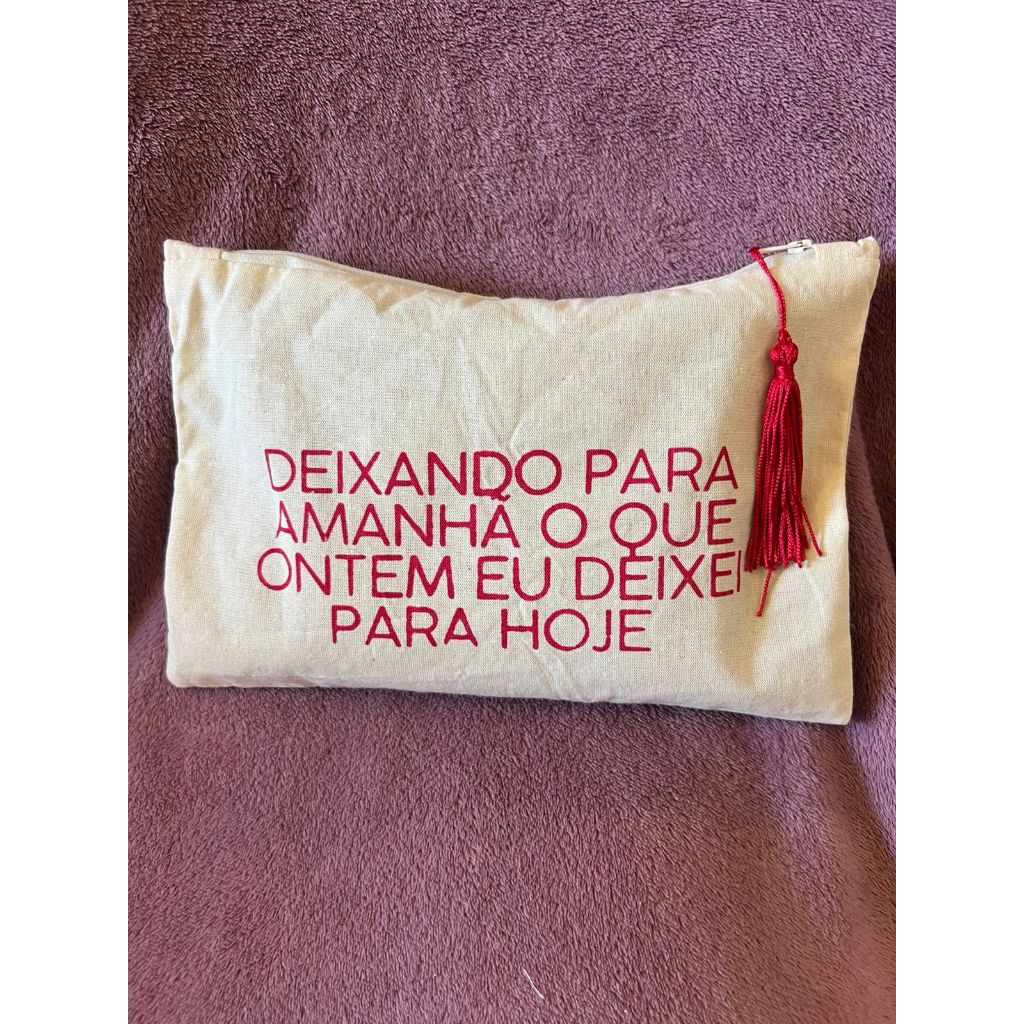 DEIXANDO PARA
AMANHÃ O QUE
ONTEM EU DEIXEI
PARA HOJE